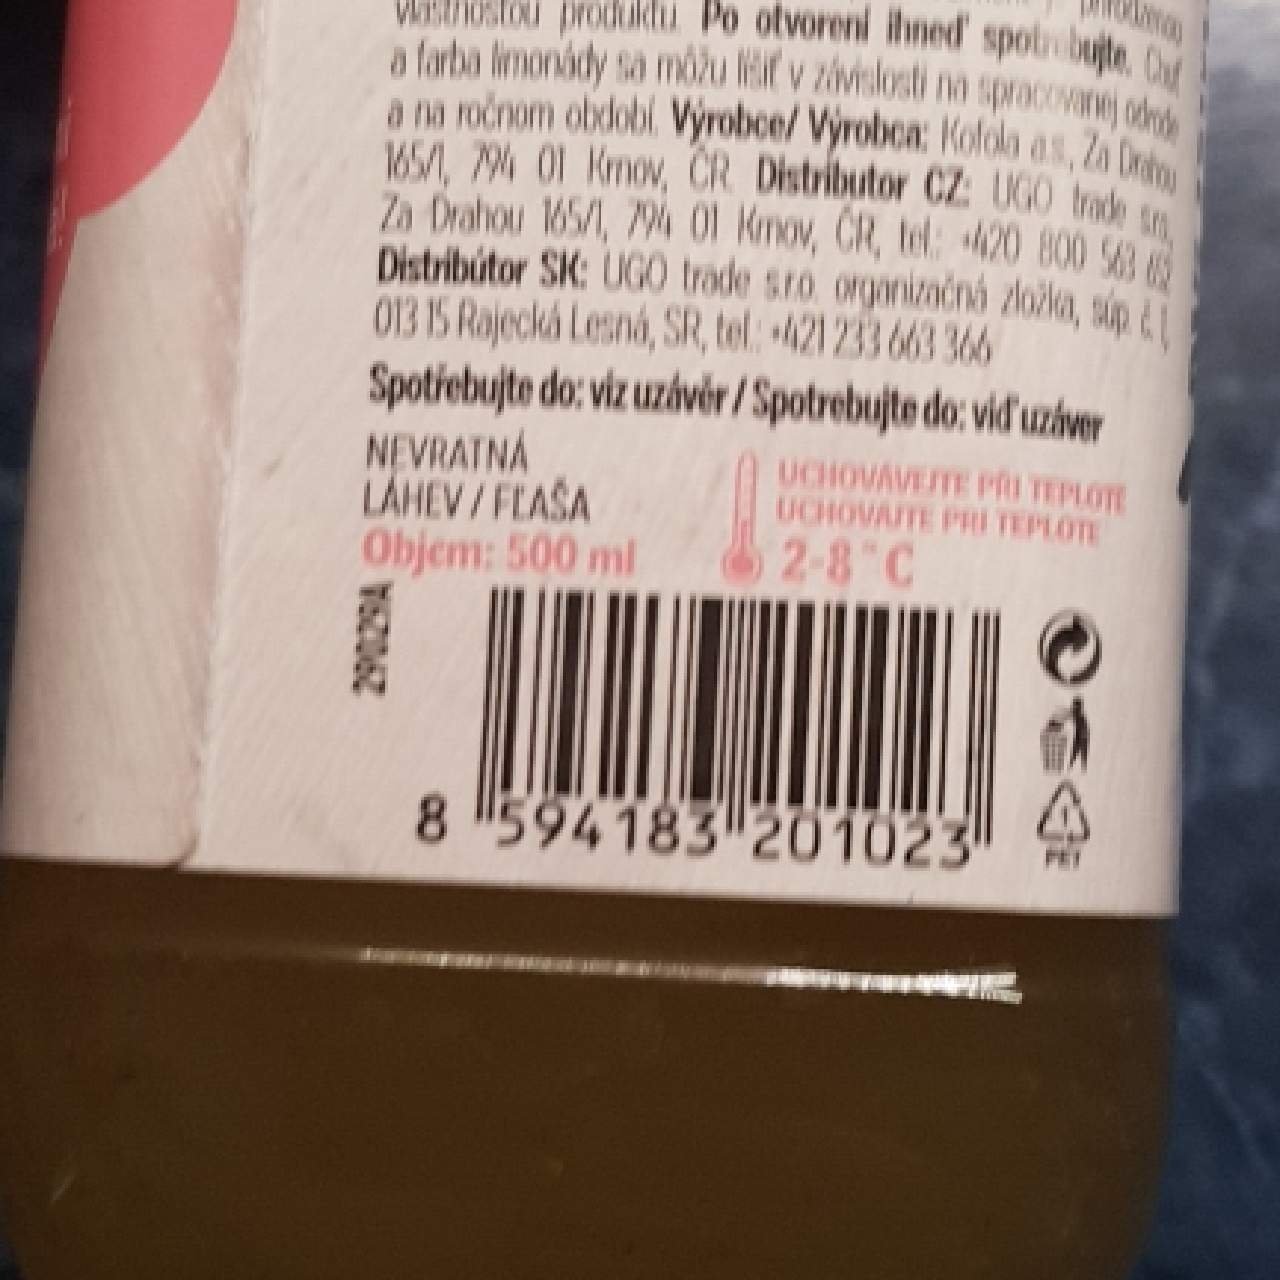 vlastnosťou produktu. Po otvorení ihneď spotrebujte. Chuť
a farba limonády sa môžu líšiť v závislosti na spracovanej odrode
a na ročnom období. Výrobce/ Výrobca: Kofola a.s., Za Drahou
165/1, 794 01 Krnov, ČR. Distributor CZ: UGO trade s.r.o.,
Za Drahou 165/1, 794 01 Krnov, ČR, tel.: +420 800 563
Distribútor SK: UGO trade s.r.o. organizačná zložka, súp. č. 1,
013 15 Rajecká Lesná, SR, tel.: +421 233 663 366
Spotřebujte do: viz uzávěr / Spotrebujte do: viď uzáver
NEVRATNÁ
LÁHEV / FĽAŠA
Objem: 500 ml
UCHOVÁVEJTE PŘI TEPLOTĚ
UCHOVAJTE PRI TEPLOTE
2-8°C
290029/A
8 594183 201023
1
PET